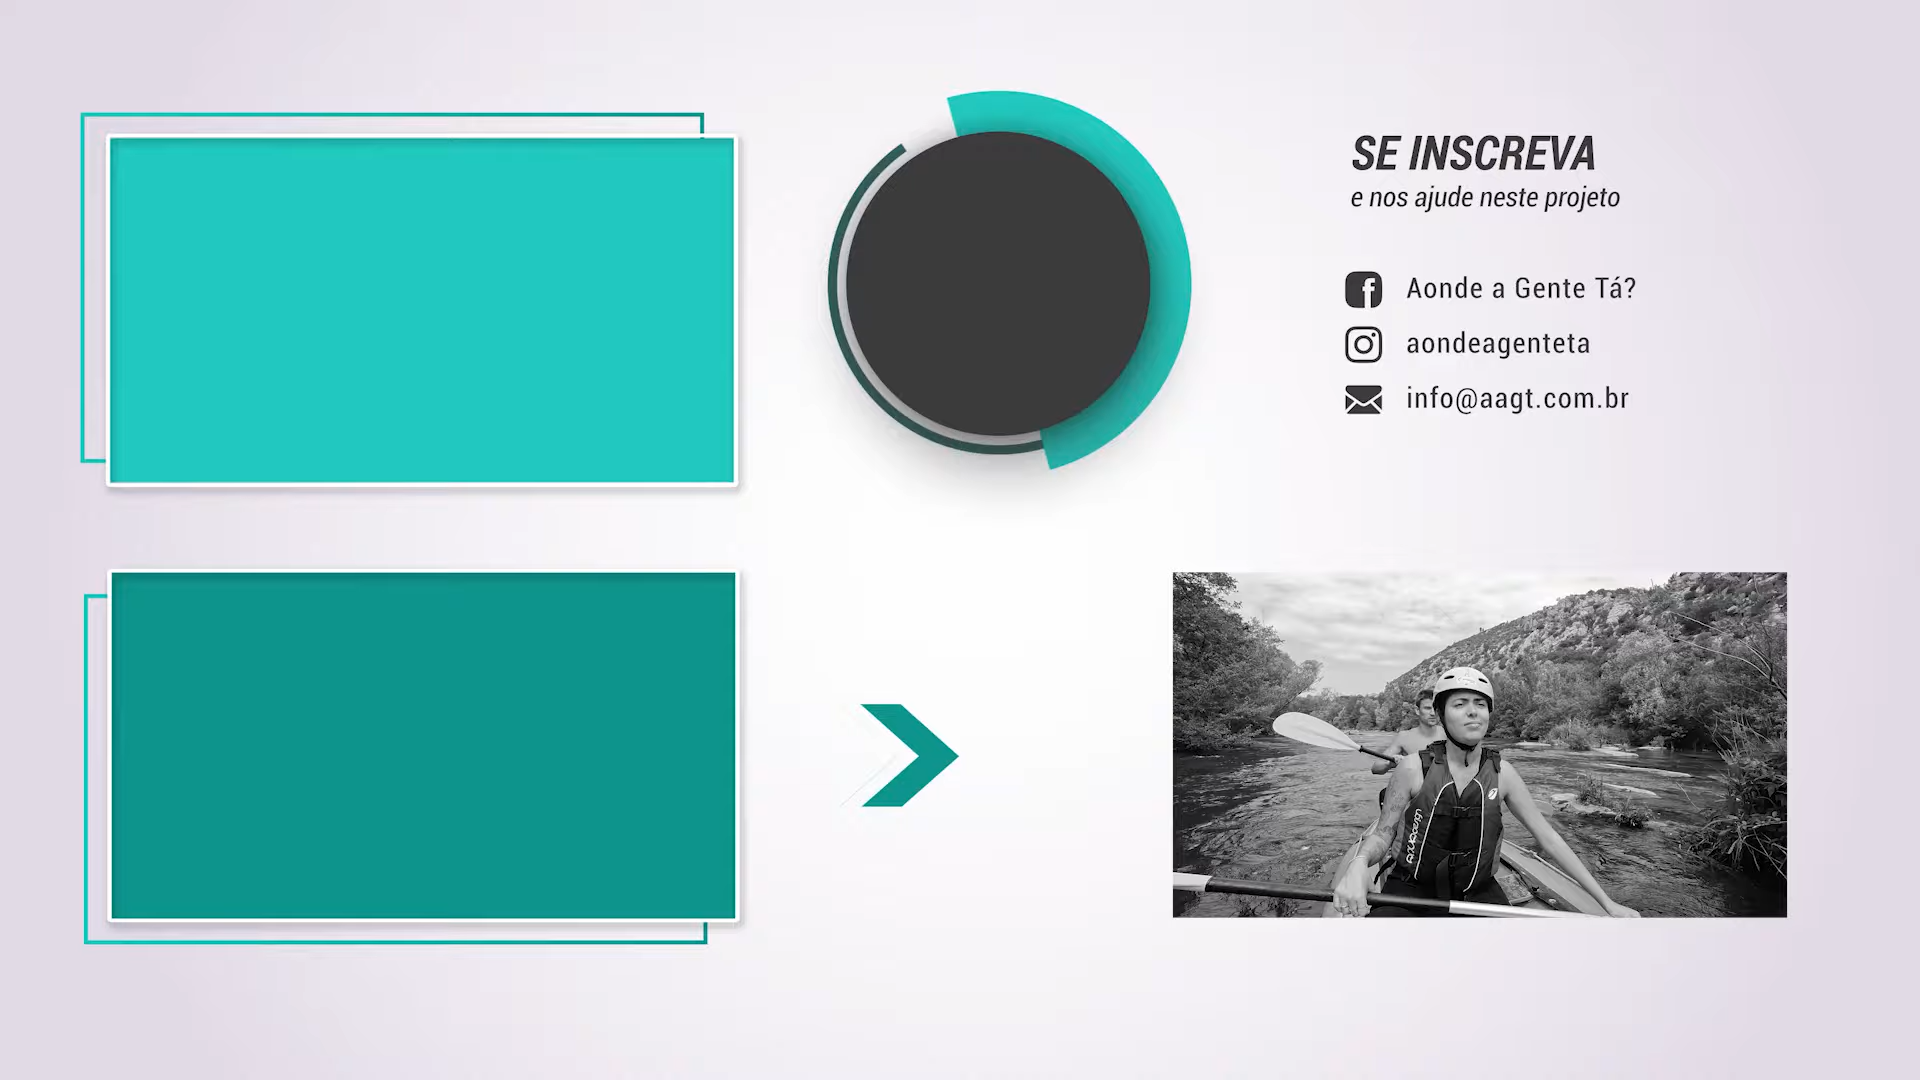 SE INSCREVA
e nos ajude neste projeto
Aonde a Gente Tá?
aondeagenteta
info@aagt.com.br